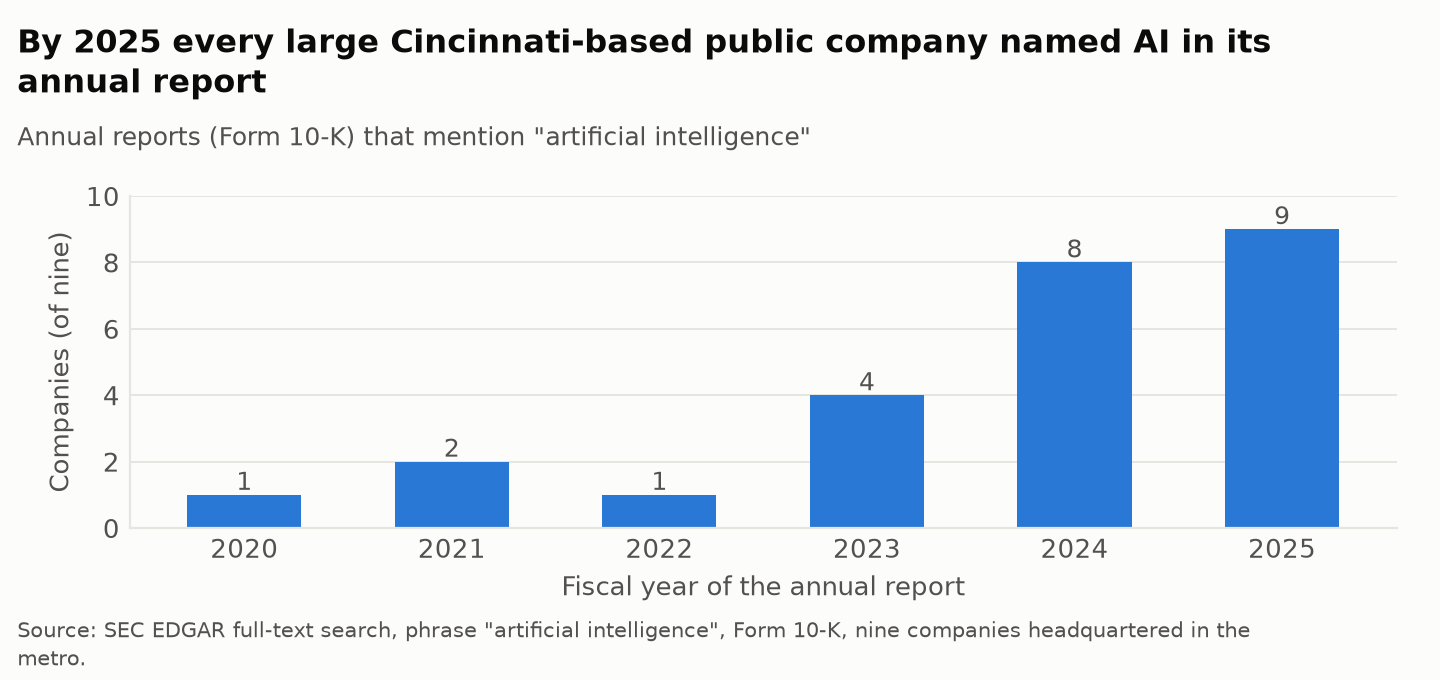 By 2025 every large Cincinnati-based public company named AI in its
annual report
Annual reports (Form 10-K) that mention "artificial intelligence"
Companies (of nine)
10
8
6
4
2
0
1
2
1
4
8
9
2020
2021
2022
2023
2024
2025
Fiscal year of the annual report
Source: SEC EDGAR full-text search, phrase "artificial intelligence", Form 10-K, nine companies headquartered in the
metro.